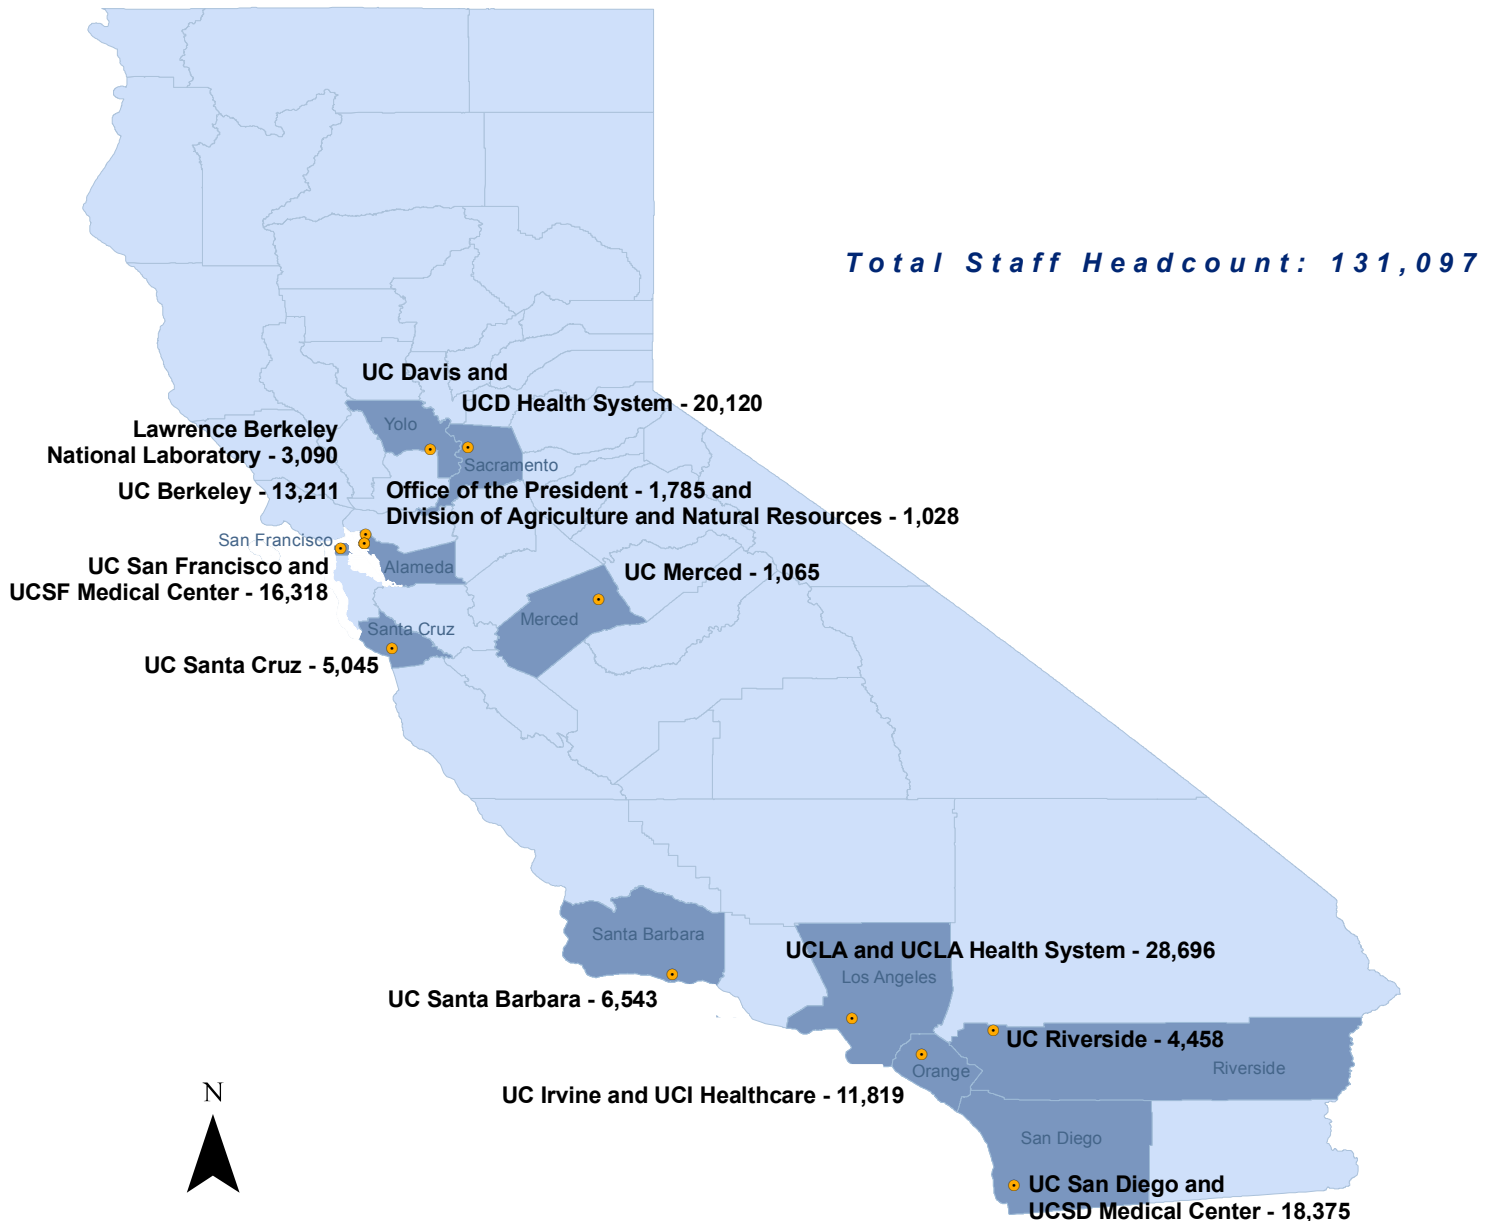 Total Staff Headcount: 131,097
UC Davis and
UCD Health System - 20,120
Yolo
Lawrence Berkeley
National Laboratory - 3,090
Sacramento
UC Berkeley - 13,211
Office of the President - 1,785 and
Division of Agriculture and Natural Resources - 1,028
San Francisco
UC San Francisco and
UCSF Medical Center - 16,318
Alameda
UC Merced - 1,065
Merced
Santa Cruz
UC Santa Cruz - 5,045
Santa Barbara
UCLA and UCLA Health System - 28,696
Los Angeles
UC Santa Barbara - 6,543
UC Riverside - 4,458
Riverside
Orange
UC Irvine and UCI Healthcare - 11,819
N
San Diego
UC San Diego and
UCSD Medical Center - 18,375